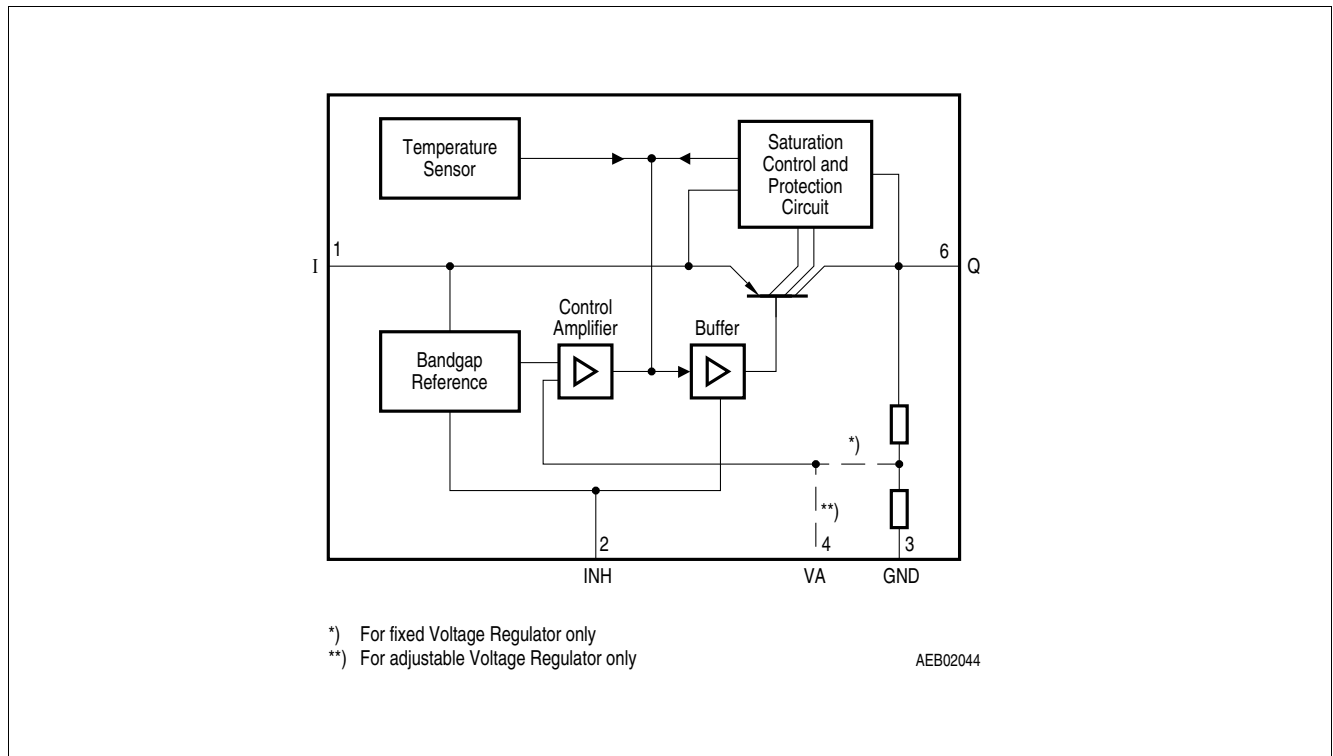 Temperature
Sensor
Saturation
Control and
Protection
Circuit
1
I
6
Q
Control
Amplifier
Buffer
Bandgap
Reference
*)
**)
2
4
3
INH
VA
GND
*) For fixed Voltage Regulator only
**) For adjustable Voltage Regulator only
AEB02044